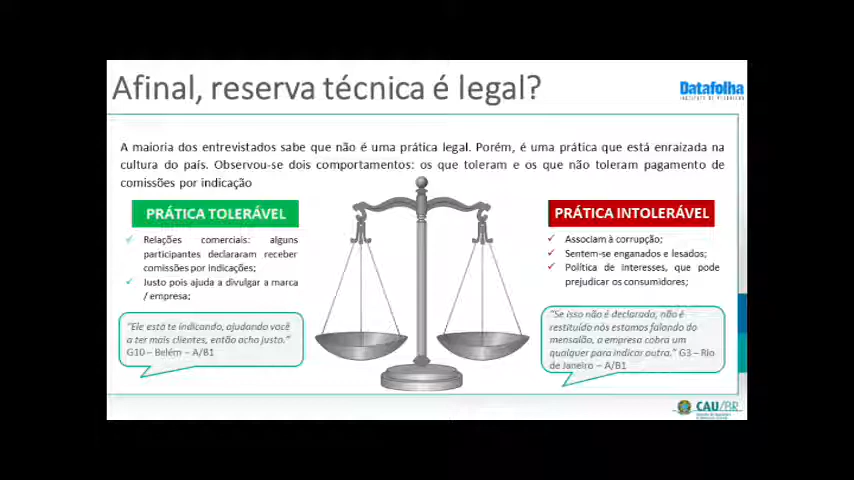 Afinal, reserva técnica é legal?
Datafolha
INSTITUTO DE PESQUISAS
A maioria dos entrevistados sabe que não é uma prática legal. Porém, é uma prática que está enraizada na
cultura do país. Observou-se dois comportamentos: os que toleram e os que não toleram pagamento de
comissões por indicação
PRÁTICA TOLERÁVEL
Relações comerciais: alguns
participantes declararam receber
comissões por indicações;
Justo pois ajuda a divulgar a marca
/ empresa;
"Ele está te indicando, ajudando você
a ter mais clientes, então acho justo."
G10 – Belém – A/B1
PRÁTICA INTOLERÁVEL
Associam à corrupção;
Sentem-se enganados e lesados;
Política de interesses, que pode
prejudicar os consumidores;
"Se isso não é declarada, não é
restituído nós estamos falando do
mensalão, a empresa cobra um
qualquer para indicar outra." G3 – Rio
de Janeiro – A/B1
CAU/BR